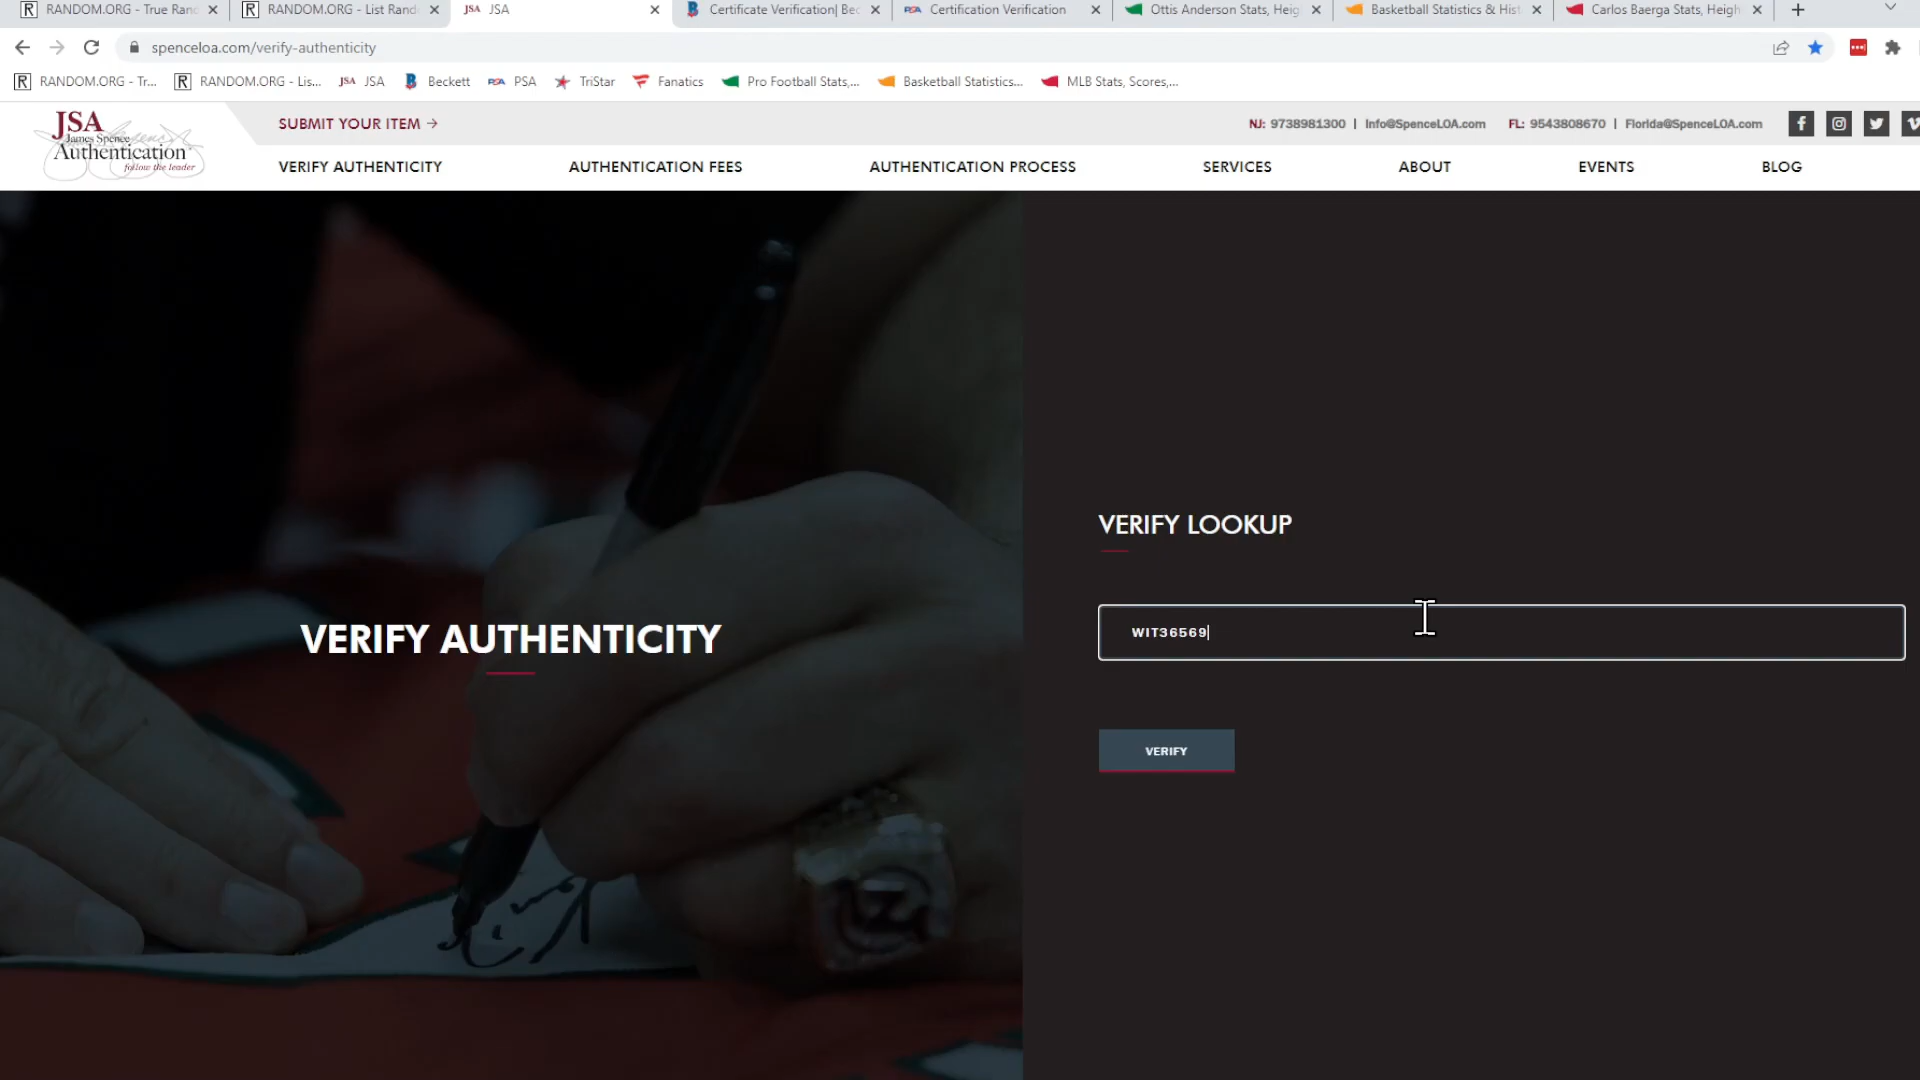 RANDOM.ORG - True Ran
RANDOM.ORG - List Rand
JSA JSA
Certificate Verification| Bec
PSA Certification Verification
Ottis Anderson Stats, Heig
Basketball Statistics & Hist
Carlos Baerga Stats, Heigh
spenceloa.com/verify-authenticity
RANDOM.ORG - Tr...
RANDOM.ORG - Lis...
JSA JSA
Beckett
PSA PSA
TriStar
Fanatics
Pro Football Stats,...
Basketball Statistics...
MLB Stats, Scores,...
JSA
James Spence
Authentication
follow the leader
SUBMIT YOUR ITEM →
NJ: 9738981300 | Info@SpenceLOA.com FL: 9543808670 | Florida@SpenceLOA.com
VERIFY AUTHENTICITY
AUTHENTICATION FEES
AUTHENTICATION PROCESS
SERVICES
ABOUT
EVENTS
BLOG
VERIFY AUTHENTICITY
VERIFY LOOKUP
WIT36569
VERIFY